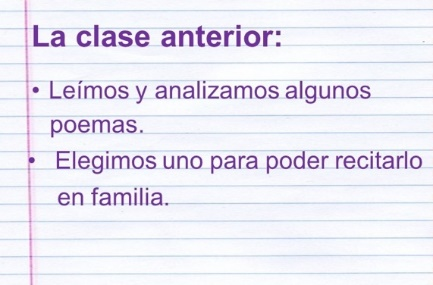 La clase anterior:
• Leímos y analizamos algunos
poemas.
• Elegimos uno para poder recitarlo
en familia.